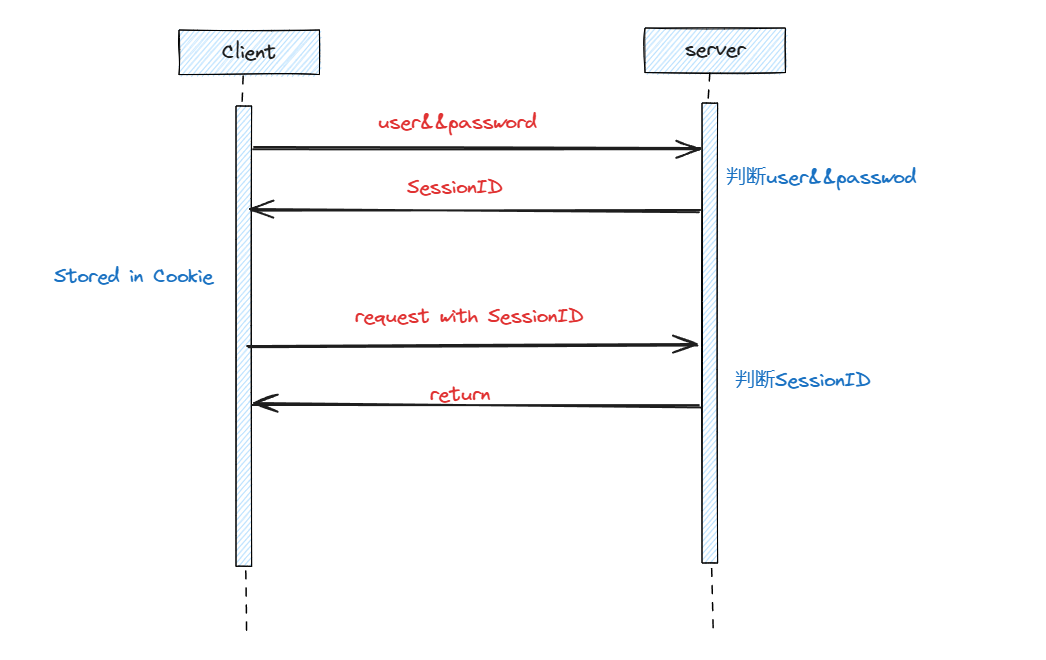 Client
server
user&&password
判断user&&passwod
SessionID
Stored in Cookie
request with SessionID
判断SessionID
return